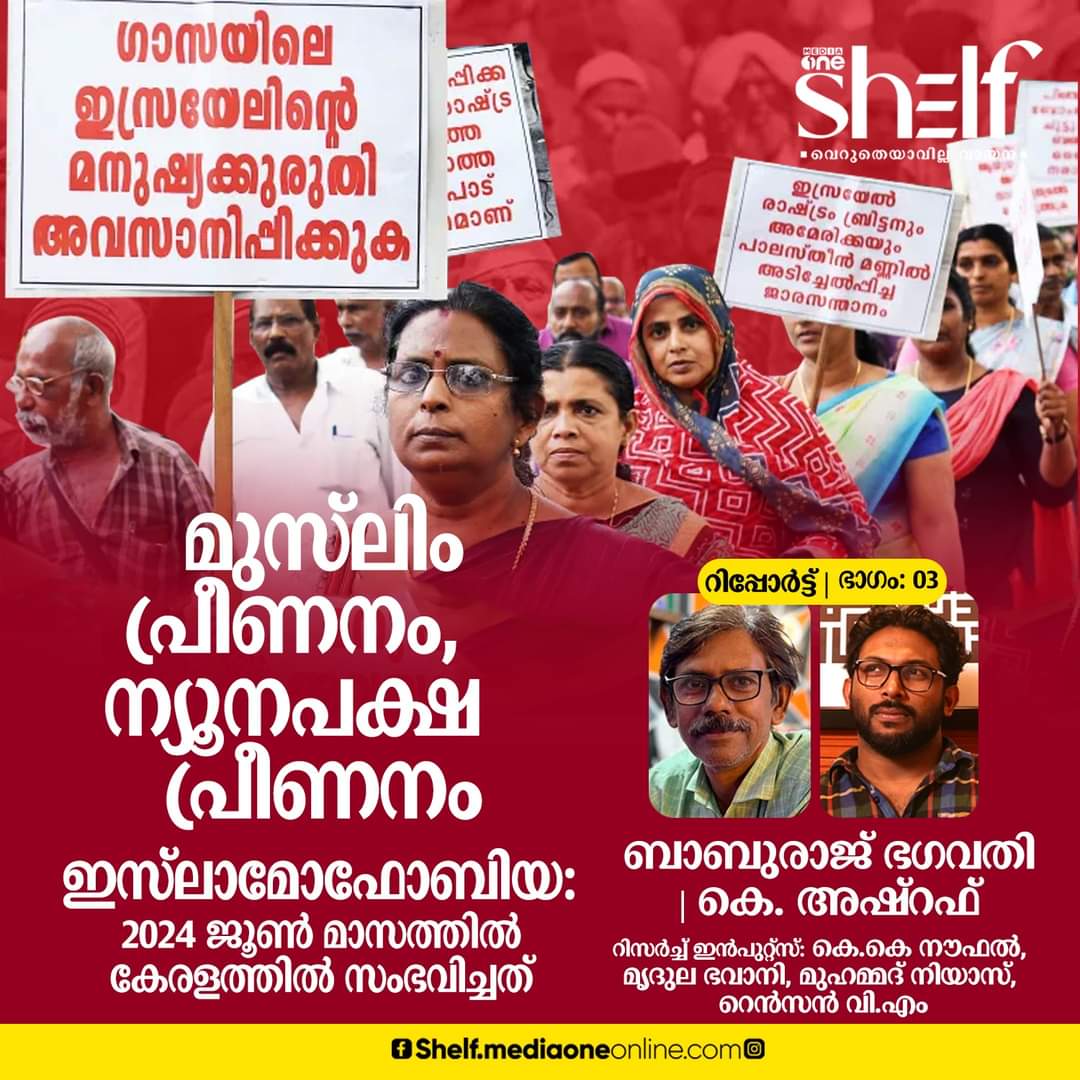 ഗാസയിലെ
ഇസ്രയേലിന്റെ
മനുഷ്യക്കുരുതി
അവസാനിപ്പിക്കുക
MEDIA
one
shelf
വെറുതെയാവില്ല വായന
ഇസ്രയേൽ
രാഷ്ട്രം ബ്രിട്ടനും
അമേരിക്കയും
പാലസ്തീൻ മണ്ണിൽ
അടിച്ചേൽപ്പിച്ച
ജാരസന്താനം
മുസ്‌ലിം
പ്രീണനം,
ന്യൂനപക്ഷ
പ്രീണനം
ഇസ്‌ലാമോഫോബിയ:
2024 ജൂൺ മാസത്തിൽ
കേരളത്തിൽ സംഭവിച്ചത്
റിപ്പോർട്ട് | ഭാഗം: 03
ബാബുരാജ് ഭഗവതി
| കെ. അഷ്റഫ്
റിസർച്ച് ഇൻപുറ്റ്സ്: കെ.കെ നൗഫൽ,
മൃദുല ഭവാനി, മുഹമ്മദ് നിയാസ്,
റെൻസൻ വി.എം
Shelf.mediaoneonline.com